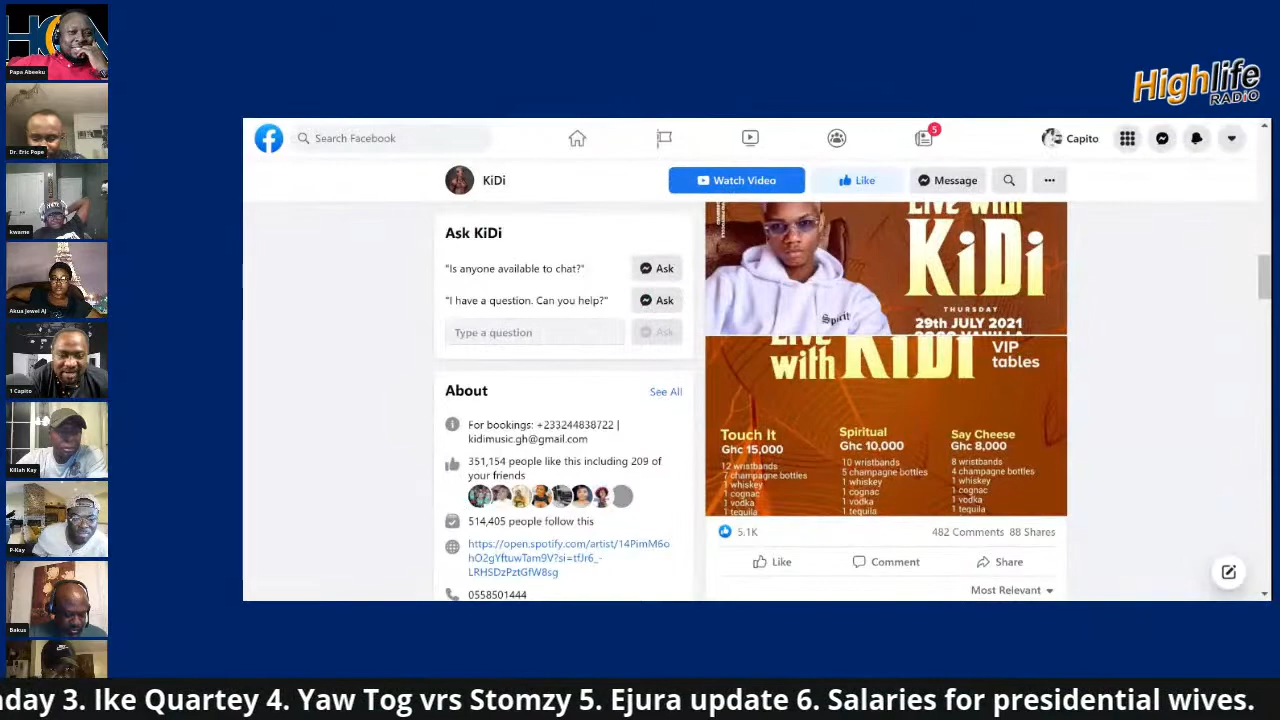 Papa Abeeku
Dr. Eric Pope
kwame
Akua Jewel AJ
1 Capito
Killah Kay
P-Kay
Bakus
Highlife
RADIO
Search Facebook
5
Capito
KiDi
Watch Video
Like
Message
Ask KiDi
"Is anyone available to chat?"
Ask
"I have a question. Can you help?"
Ask
Type a question
Ask
About
See All
For bookings: +233244838722 |
kidimusic.gh@gmail.com
351,154 people like this including 209 of
your friends
514,405 people follow this
https://open.spotify.com/artist/14PimM6o
hO2gYftuwTam9V?si=tfJr6_-
LRHSDzPztGfW8sg
0558501444
Live with
KiDi
THURSDAY
29th JULY 2021
Spirit
Live
with KiDi
VIP
tables
Touch It
Ghc 15,000
12 wristbands
7 champagne bottles
1 whiskey
1 cognac
1 vodka
1 tequila
Spiritual
Ghc 10,000
10 wristbands
5 champagne bottles
1 whiskey
1 cognac
1 vodka
1 tequila
Say Cheese
Ghc 8,000
8 wristbands
4 champagne bottles
1 whiskey
1 cognac
1 vodka
1 tequila
5.1K
482 Comments 88 Shares
Like
Comment
Share
Most Relevant
nday 3. Ike Quartey 4. Yaw Tog vrs Stomzy 5. Ejura update 6. Salaries for presidential wives.